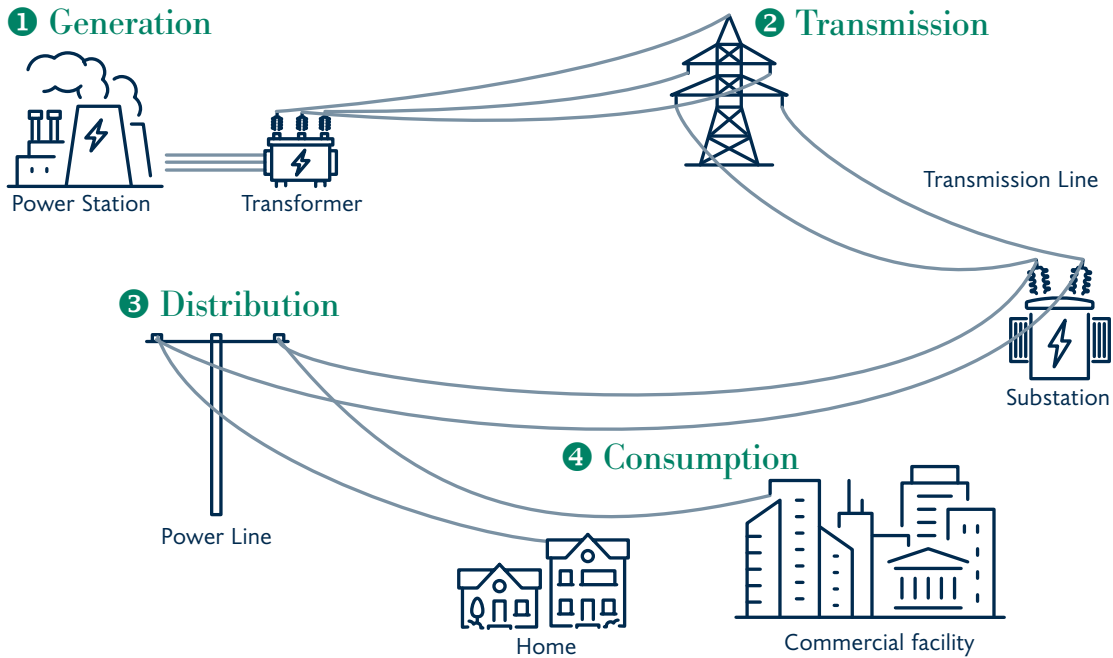 ❶ Generation
❷ Transmission
Power Station
Transformer
Transmission Line
❸ Distribution
Substation
❹ Consumption
Power Line
Home
Commercial facility